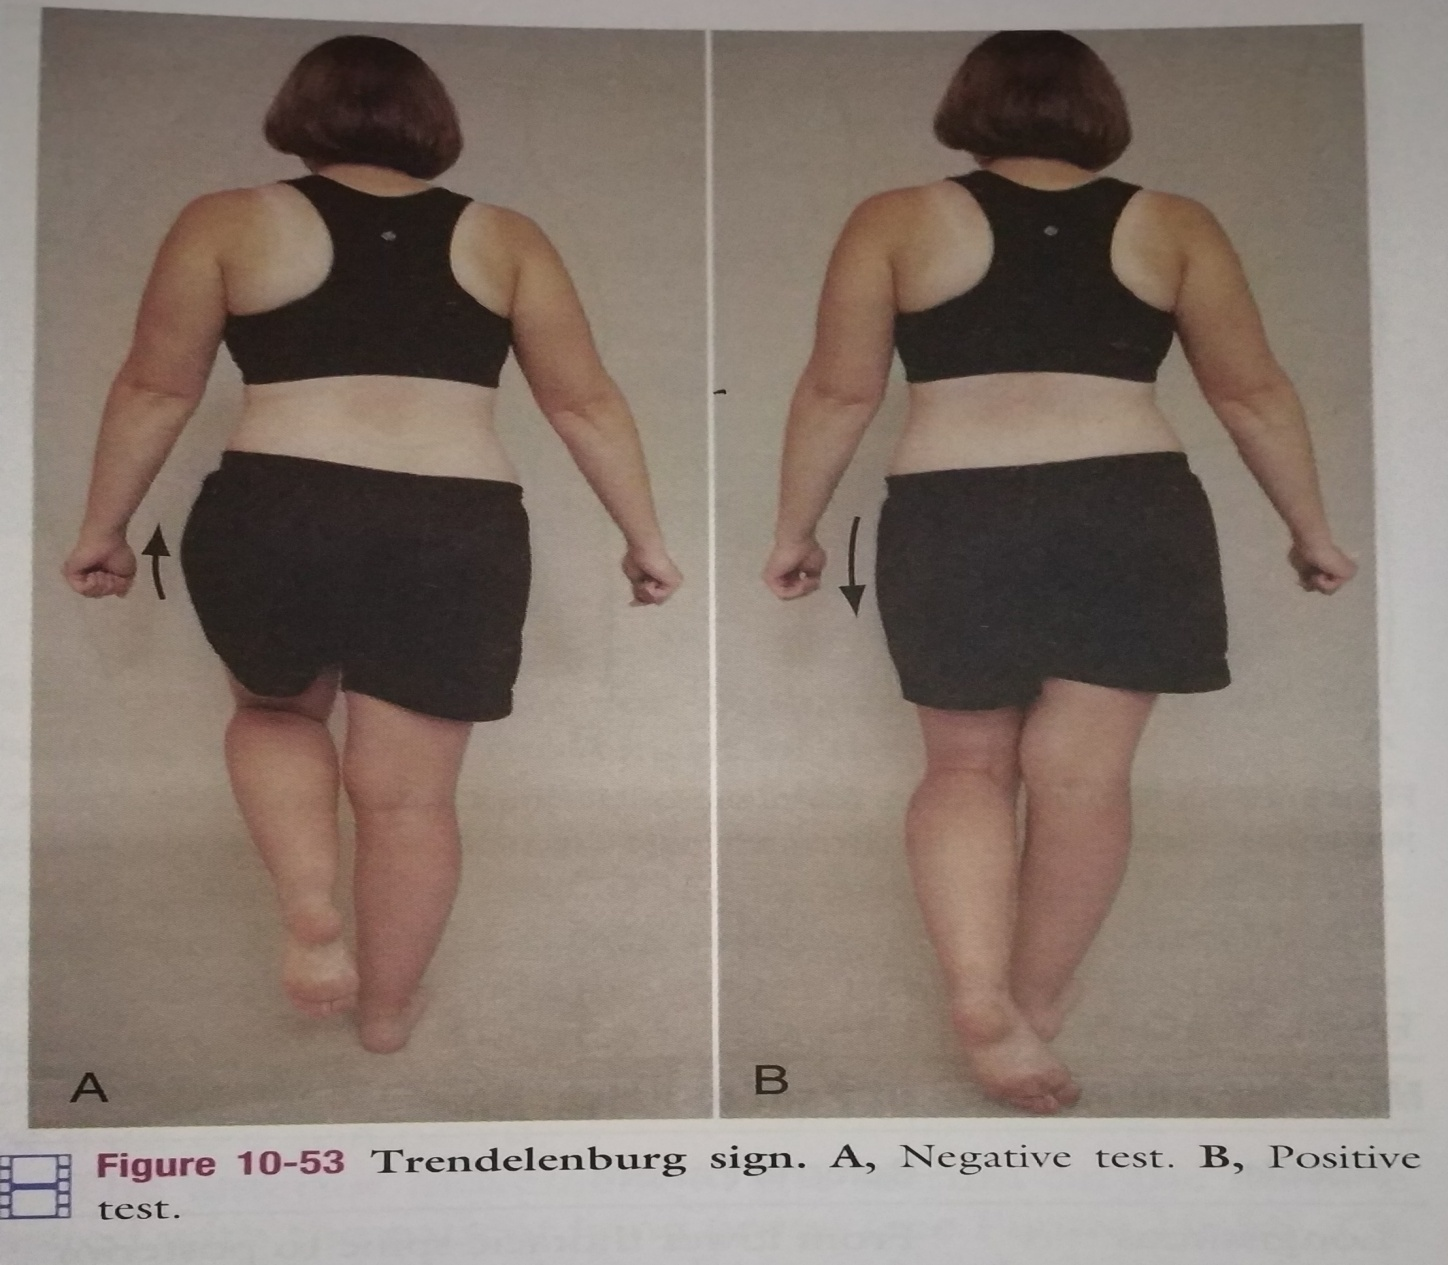 A
B
Figure 10-53 Trendelenburg sign. A, Negative test. B, Positive
test.